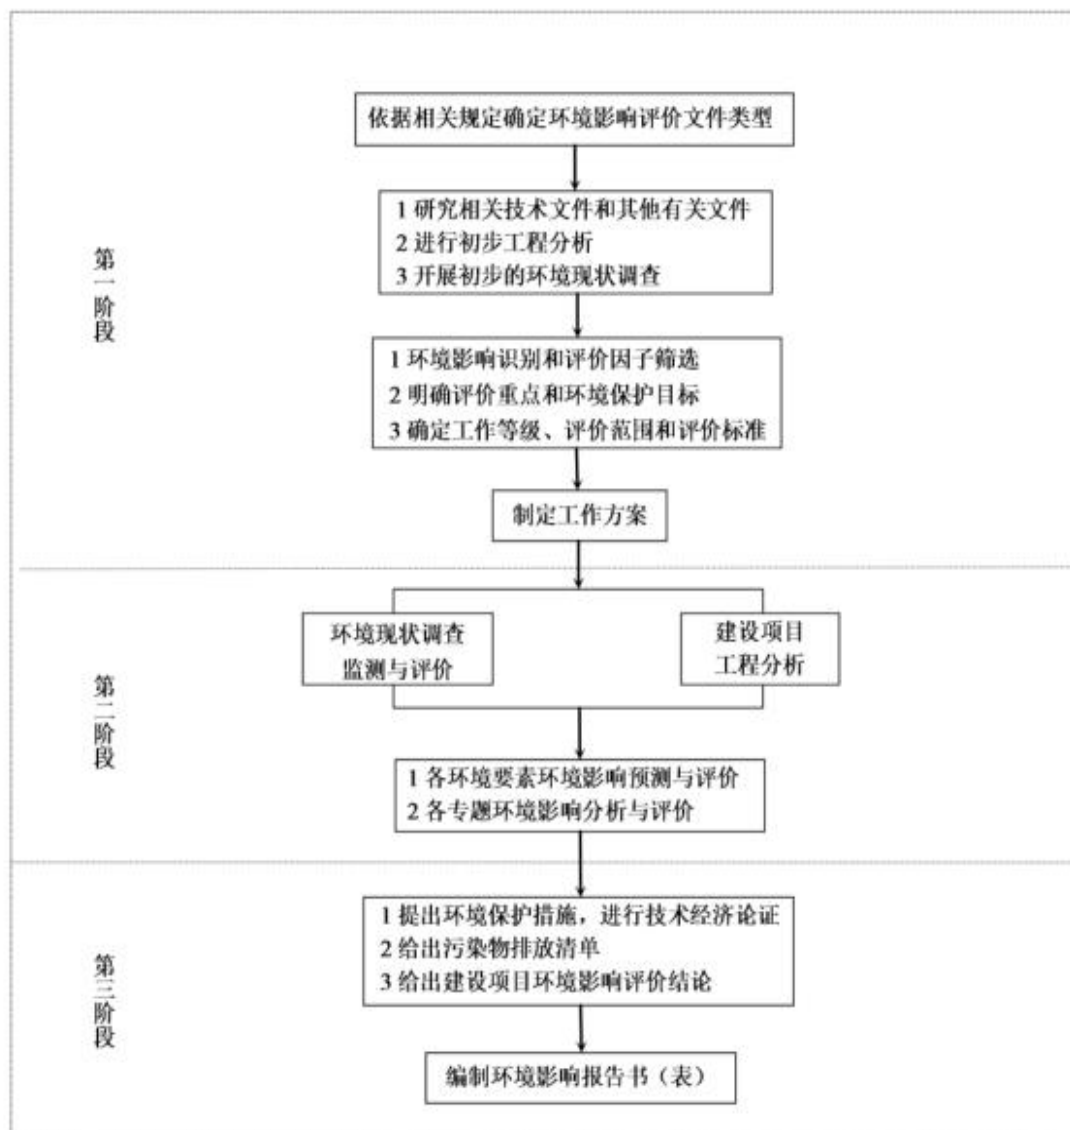 依据相关规定确定环境影响评价文件类型
1 研究相关技术文件和其他有关文件
2 进行初步工程分析
3 开展初步的环境现状调查
第一阶段
1 环境影响识别和评价因子筛选
2 明确评价重点和环境保护目标
3 确定工作等级、评价范围和评价标准
制定工作方案
环境现状调查
监测与评价
建设项目
工程分析
第二阶段
1 各环境要素环境影响预测与评价
2 各专题环境影响分析与评价
第三阶段
1 提出环境保护措施，进行技术经济论证
2 给出污染物排放清单
3 给出建设项目环境影响评价结论
编制环境影响报告书（表）